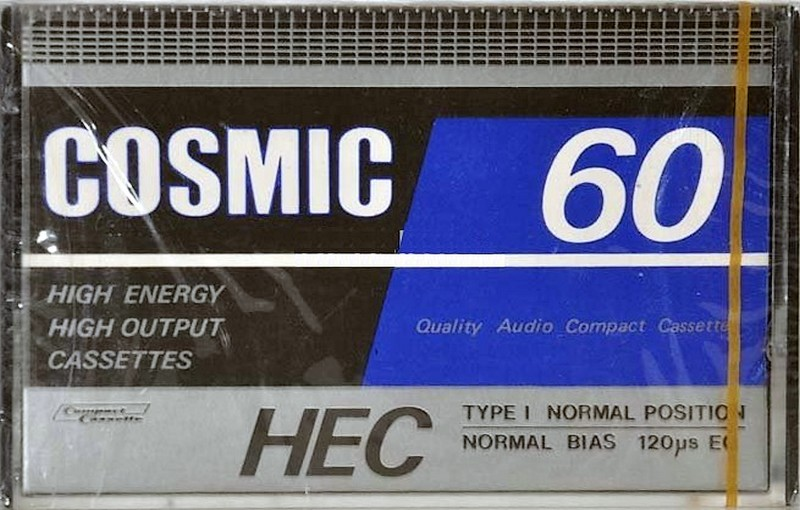 COSMIC
60
HIGH ENERGY
HIGH OUTPUT
CASSETTES
Quality Audio Compact Cassette
Compact
Cassette
HEC
TYPE I NORMAL POSITION
NORMAL BIAS 120µs EQ